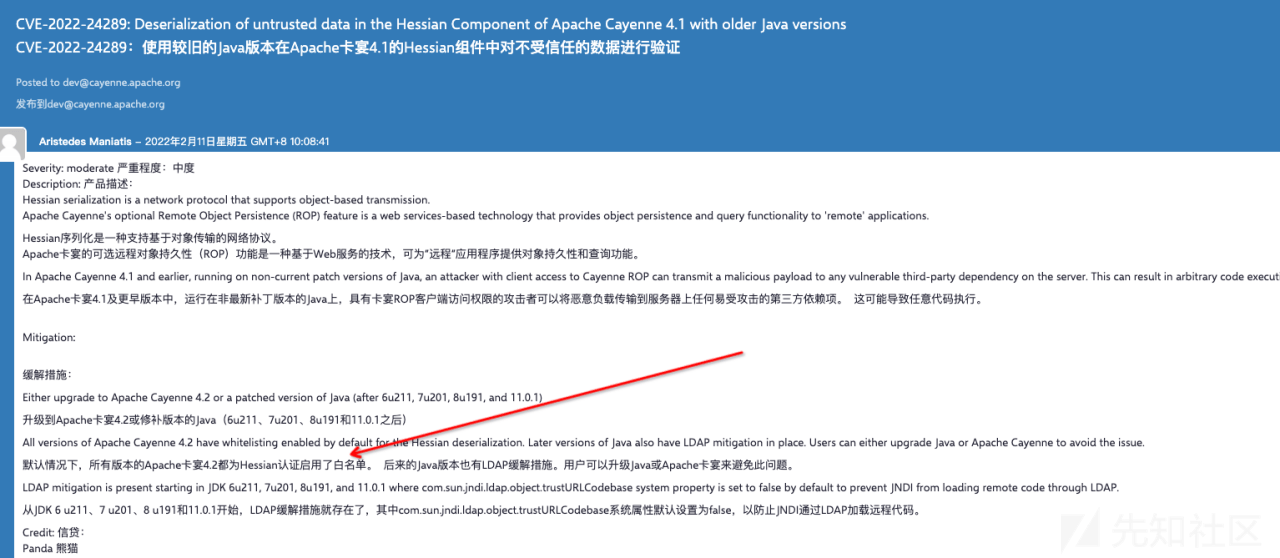 CVE-2022-24289: Deserialization of untrusted data in the Hessian Component of Apache Cayenne 4.1 with older Java versions
CVE-2022-24289：使用较旧的Java版本在Apache卡宴4.1的Hessian组件中对不受信任的数据进行验证
Posted to dev@cayenne.apache.org
发布到dev@cayenne.apache.org
Aristedes Maniatis – 2022年2月11日星期五 GMT+8 10:08:41
Severity: moderate 严重程度：中度
Description: 产品描述：
Hessian serialization is a network protocol that supports object-based transmission.
Apache Cayenne's optional Remote Object Persistence (ROP) feature is a web services-based technology that provides object persistence and query functionality to 'remote' applications.
Hessian序列化是一种支持基于对象传输的网络协议。
Apache卡宴的可选远程对象持久性（ROP）功能是一种基于Web服务的技术，可为“远程”应用程序提供对象持久性和查询功能。
In Apache Cayenne 4.1 and earlier, running on non-current patch versions of Java, an attacker with client access to Cayenne ROP can transmit a malicious payload to any vulnerable third-party dependency on the server. This can result in arbitrary code executi
在Apache卡宴4.1及更早版本中，运行在非最新补丁版本的Java上，具有卡宴ROP客户端访问权限的攻击者可以将恶意负载传输到服务器上任何易受攻击的第三方依赖项。 这可能导致任意代码执行。
Mitigation:
缓解措施：
Either upgrade to Apache Cayenne 4.2 or a patched version of Java (after 6u211, 7u201, 8u191, and 11.0.1)
升级到Apache卡宴4.2或修补版本的Java（6u211、7u201、8u191和11.0.1之后）
All versions of Apache Cayenne 4.2 have whitelisting enabled by default for the Hessian deserialization. Later versions of Java also have LDAP mitigation in place. Users can either upgrade Java or Apache Cayenne to avoid the issue.
默认情况下，所有版本的Apache卡宴4.2都为Hessian认证启用了白名单。 后来的Java版本也有LDAP缓解措施。用户可以升级Java或Apache卡宴来避免此问题。
LDAP mitigation is present starting in JDK 6u211, 7u201, 8u191, and 11.0.1 where com.sun.jndi.ldap.object.trustURLCodebase system property is set to false by default to prevent JNDI from loading remote code through LDAP.
从JDK 6 u211、7 u201、8 u191和11.0.1开始，LDAP缓解措施就存在了，其中com.sun.jndi.ldap.object.trustURLCodebase系统属性默认设置为false，以防止JNDI通过LDAP加载远程代码。
Credit: 信贷：
Panda 熊猫
先知社区